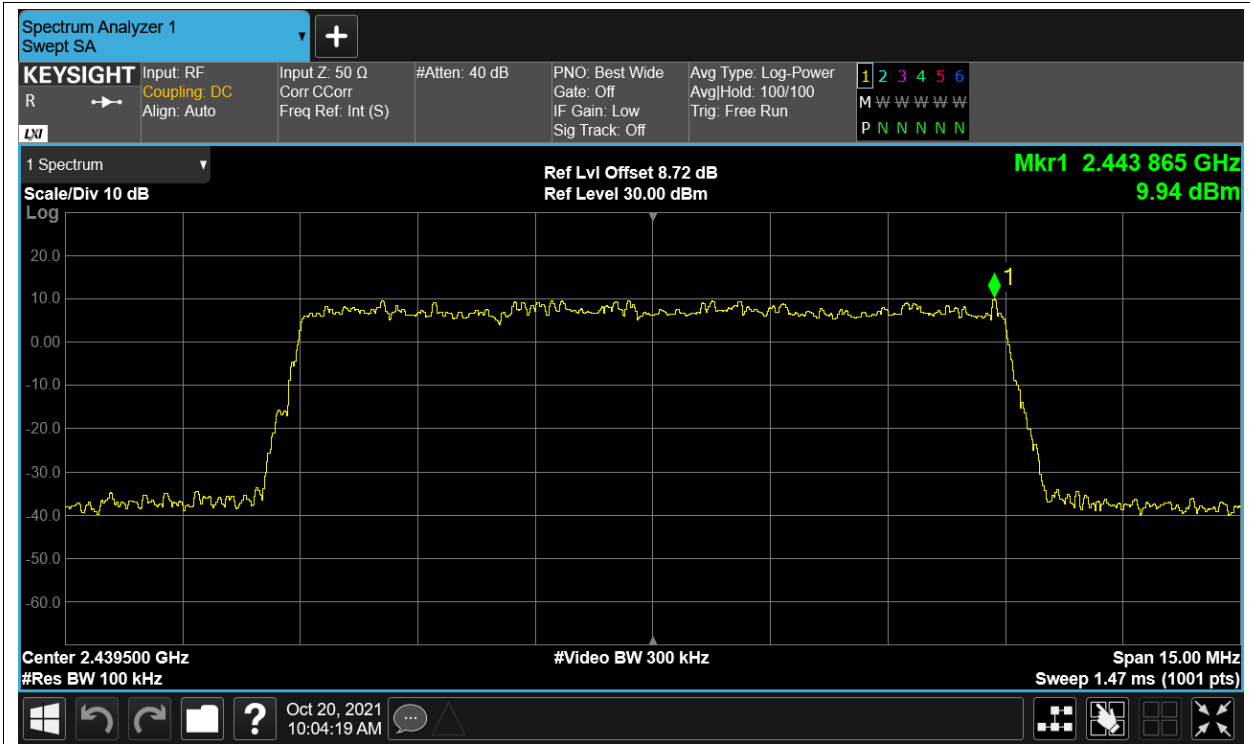 Spectrum Analyzer 1
Swept SA
KEYSIGHT
R
LXI
Input: RF
Coupling: DC
Align: Auto
Input Z: 50 Ω
Corr CCorr
Freq Ref: Int (S)
#Atten: 40 dB
PNO: Best Wide
Gate: Off
IF Gain: Low
Sig Track: Off
Avg Type: Log-Power
Avg|Hold: 100/100
Trig: Free Run
1 2 3 4 5 6
M W W W W W W
P N N N N N N
1 Spectrum
Scale/Div 10 dB
Ref Lvl Offset 8.72 dB
Ref Level 30.00 dBm
Mkr1 2.443 865 GHz
9.94 dBm
Log
20.0
10.0
0.00
-10.0
-20.0
-30.0
-40.0
-50.0
-60.0
1
Center 2.439500 GHz
#Res BW 100 kHz
#Video BW 300 kHz
Span 15.00 MHz
Sweep 1.47 ms (1001 pts)
?
Oct 20, 2021
10:04:19 AM